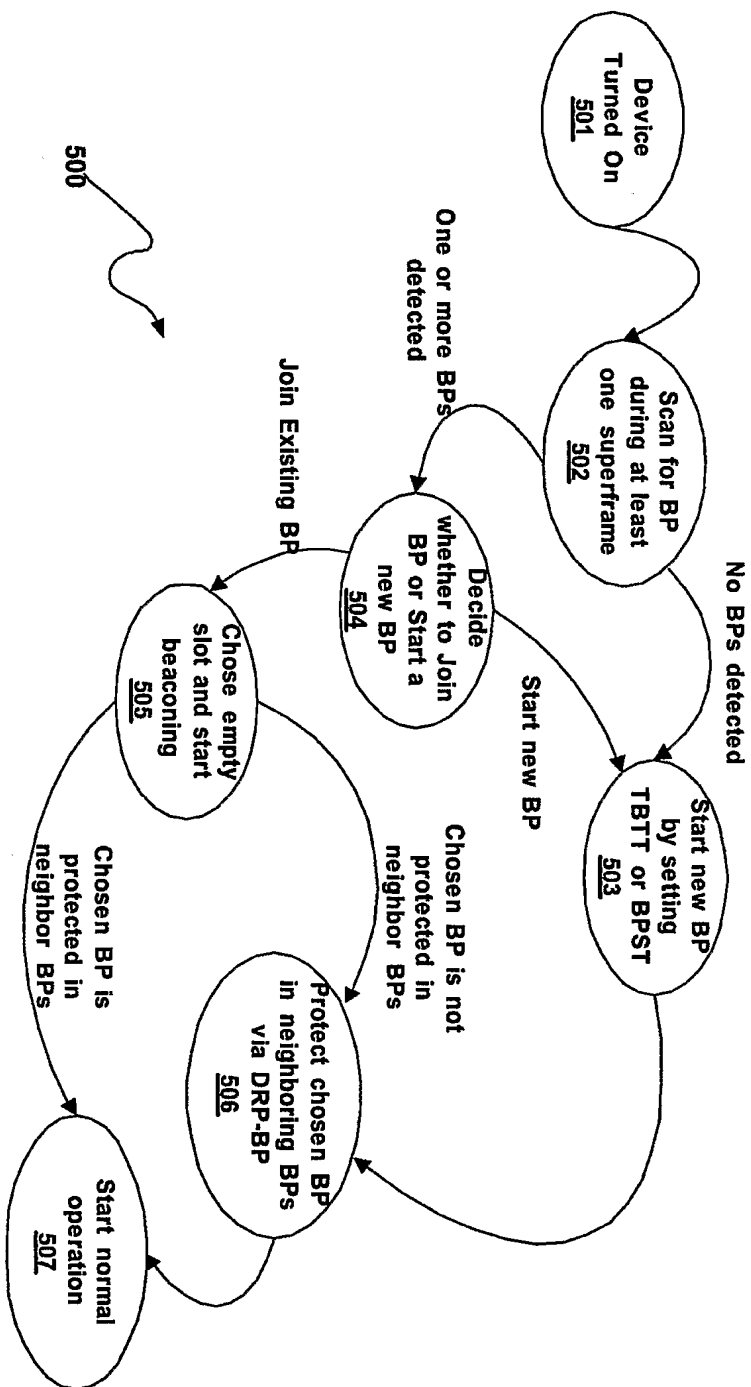 Device
Turned On
501
Scan for BP
during at least
one superframe
502
No BPs detected
One or more BPs
detected
Start new BP
by setting
TBTT or BPST
503
Decide
whether to Join
BP or Start a
new BP
504
Start new BP
Join Existing BP
Chose empty
slot and start
beaconing
505
Chosen BP is not
protected in
neighbor BPs
Protect chosen BP
in neighboring BPs
via DRP-BP
506
Chosen BP is
protected in
neighbor BPs
Start normal
operation
507
500